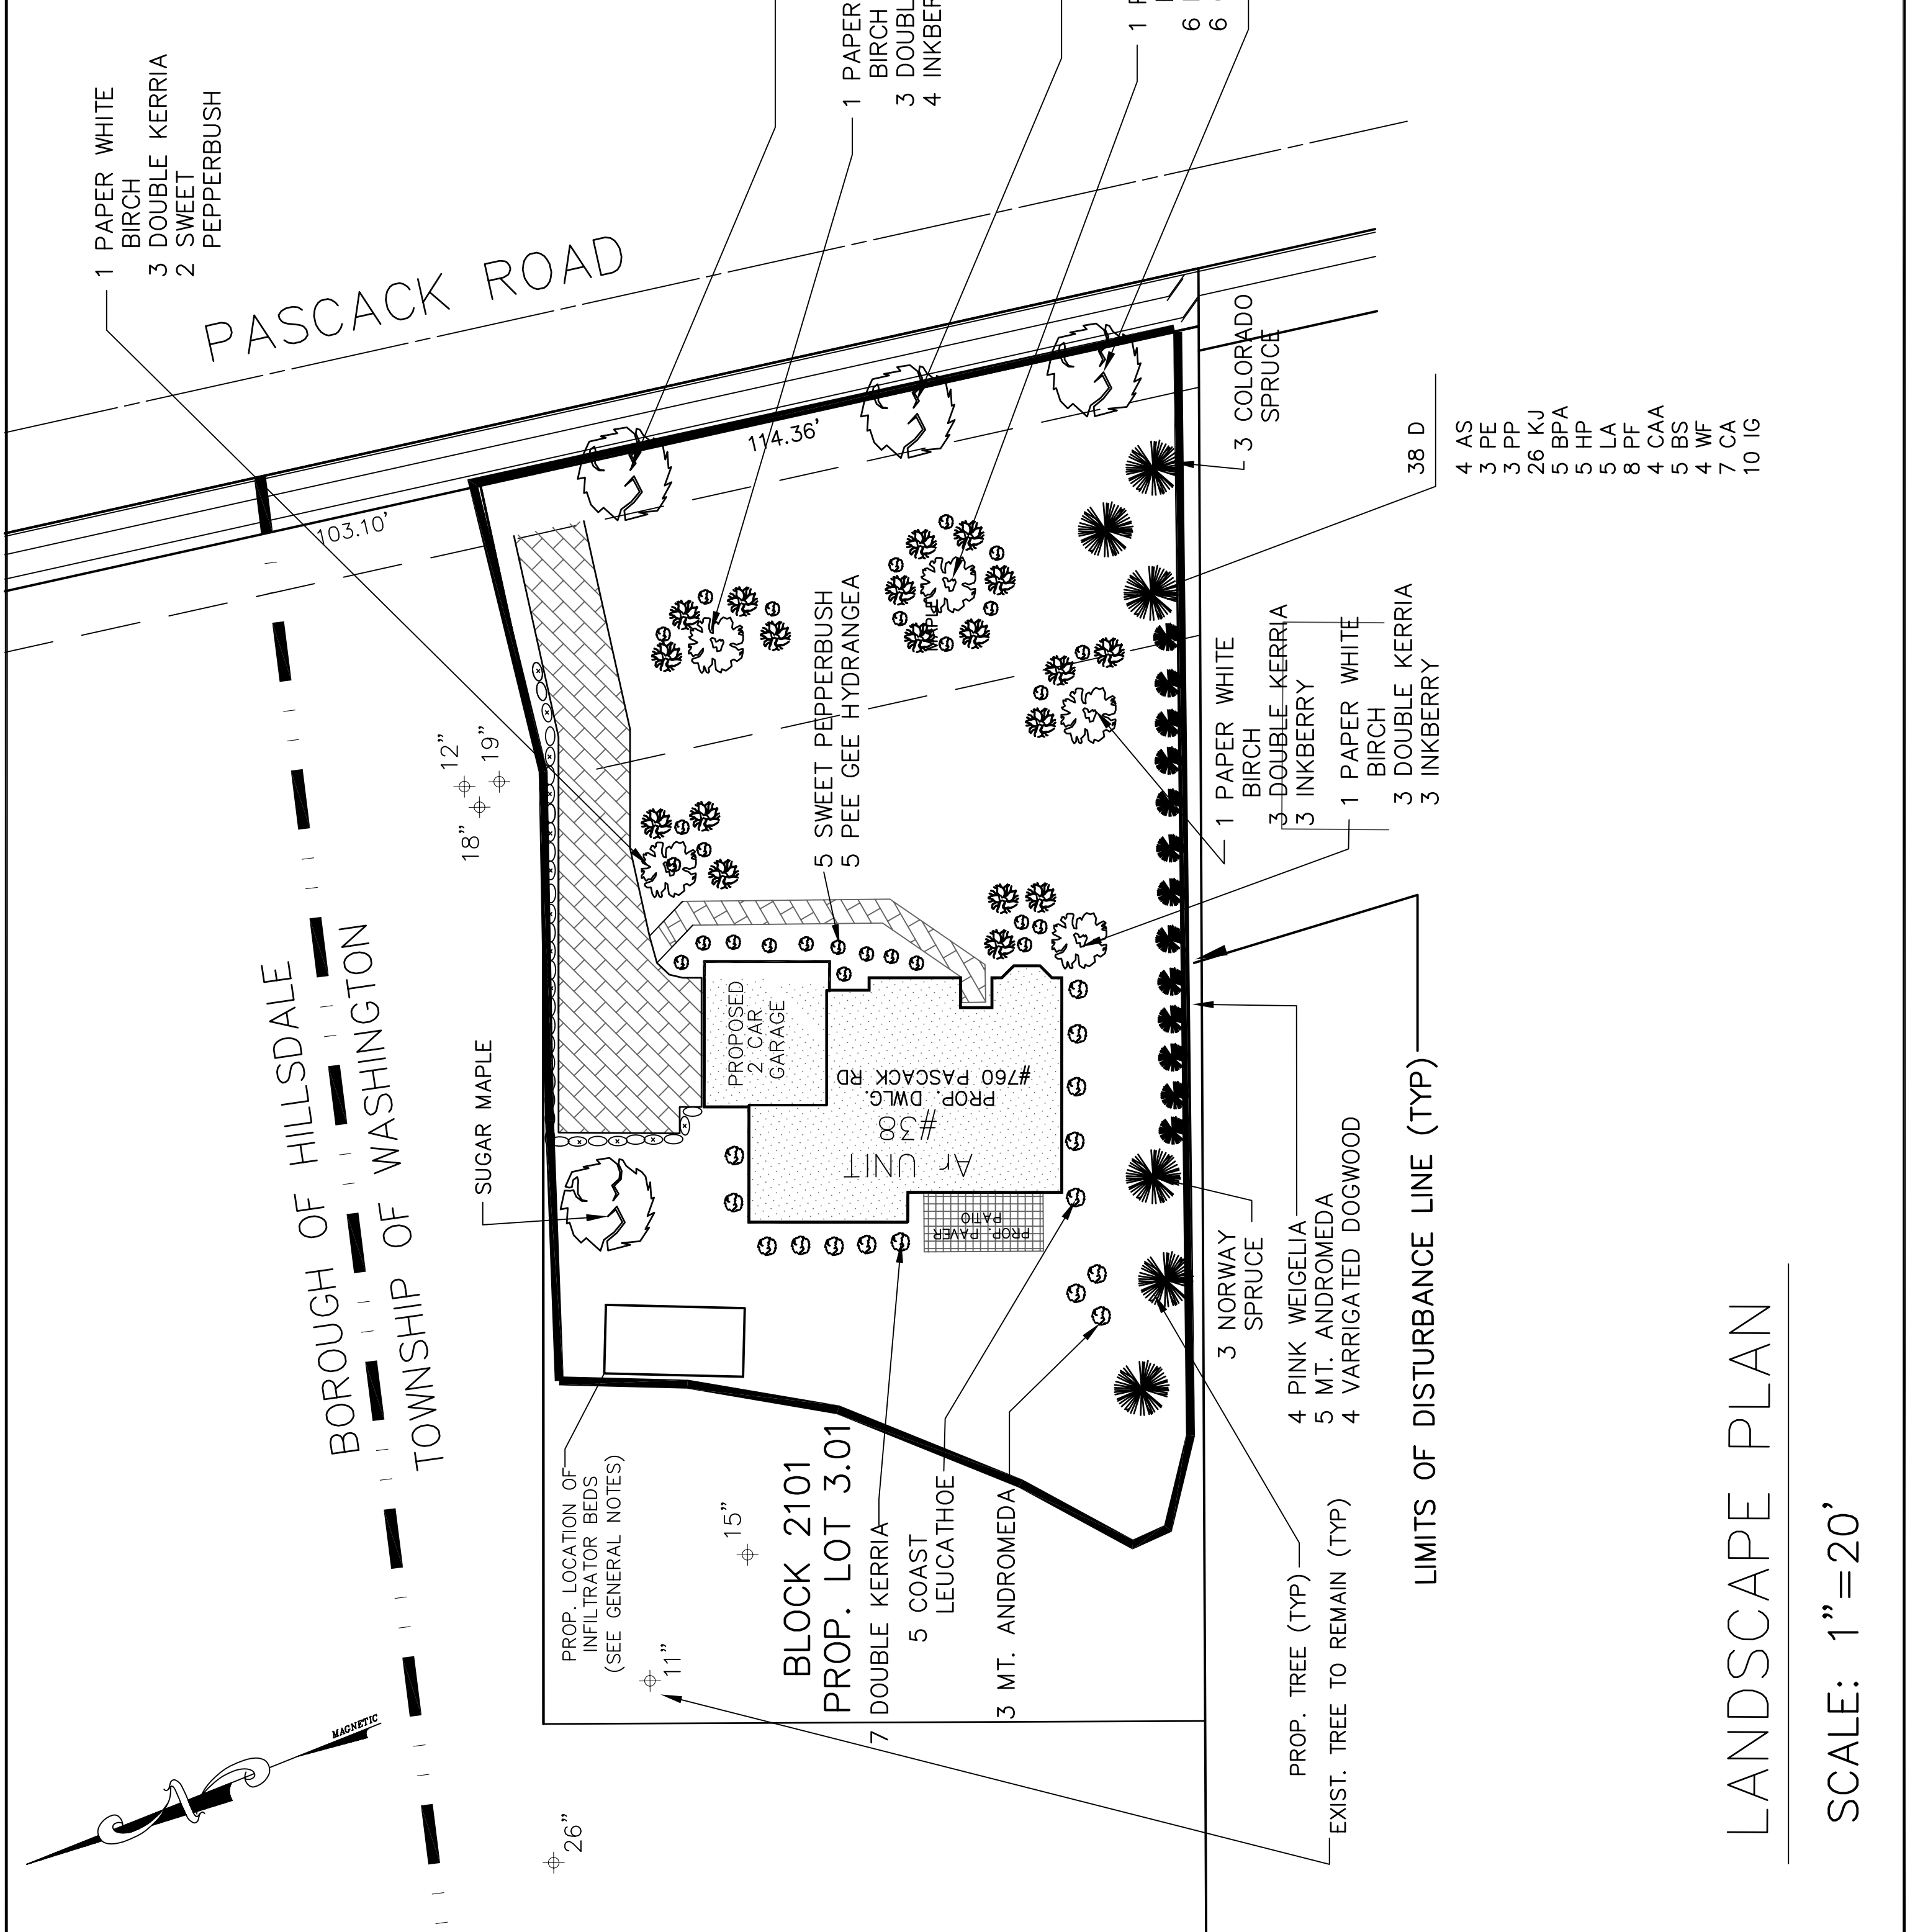 1 PAPER WHITE
BIRCH
3 DOUBLE KERRIA
2 SWEET
PEPPERBUSH
PASCACK ROAD
1 PAPER
BIRCH
3 DOUBL
4 INKBER
1
6
6
103.10'
114.36'
BOROUGH OF HILLSDALE
TOWNSHIP OF WASHINGTON
12"
19"
18"
SUGAR MAPLE
5 SWEET PEPPERBUSH
5 PEE GEE HYDRANGEA
MAPLE
3 COLORADO
SPRUCE
38 D
4 AS
3 PE
3 PP
26 KJ
5 BPA
5 HP
5 LA
8 PF
4 CAA
5 BS
4 WF
7 CA
10 IG
1 PAPER WHITE
BIRCH
3 DOUBLE KERRIA
3 INKBERRY
1 PAPER WHITE
BIRCH
3 DOUBLE KERRIA
3 INKBERRY
PROPOSED
2 CAR
GARAGE
#760 PASCACK RD
PROP. DWLG.
#38
Ar UNIT
PROP. PAVER
PATIO
3 NORWAY
SPRUCE
4 PINK WEIGELIA
5 MT. ANDROMEDA
4 VARRIGATED DOGWOOD
LIMITS OF DISTURBANCE LINE (TYP)
PROP. LOCATION OF
INFILTRATOR BEDS
(SEE GENERAL NOTES)
15"
11"
26"
BLOCK 2101
PROP. LOT 3.01
7 DOUBLE KERRIA
5 COAST
LEUCATHOE
3 MT. ANDROMEDA
PROP. TREE (TYP)
EXIST. TREE TO REMAIN (TYP)
N
MAGNETIC
LANDSCAPE PLAN
SCALE: 1"=20'